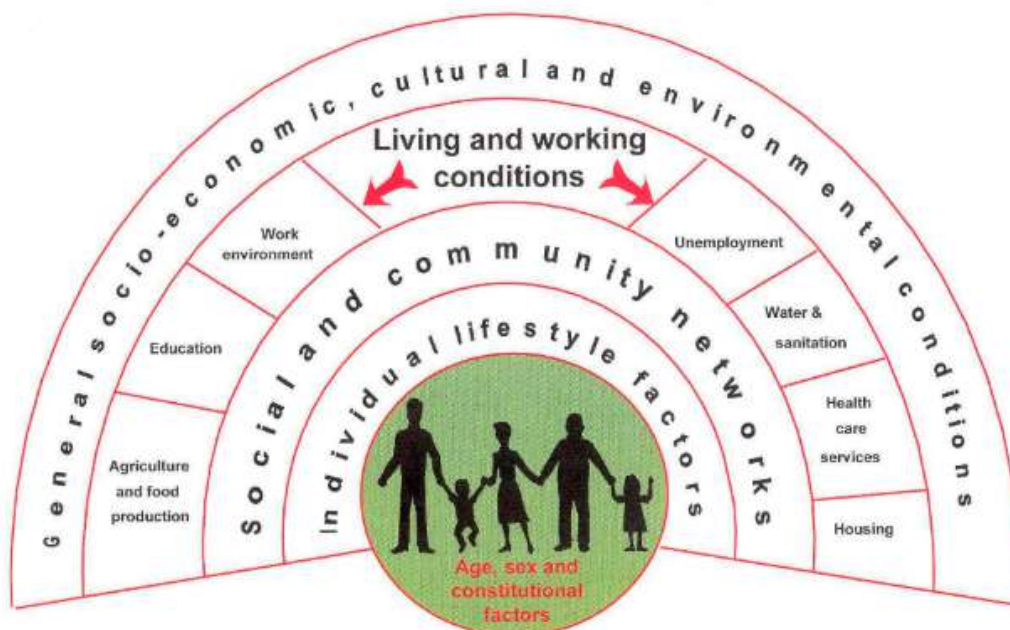 General socio-economic, cultural and environmental conditions
Living and working
conditions
Work
environment
Unemployment
Education
Water &
sanitation
Agriculture
and food
production
Health
care
services
Housing
Social and community networks
Individual lifestyle factors
Age, sex and
constitutional
factors